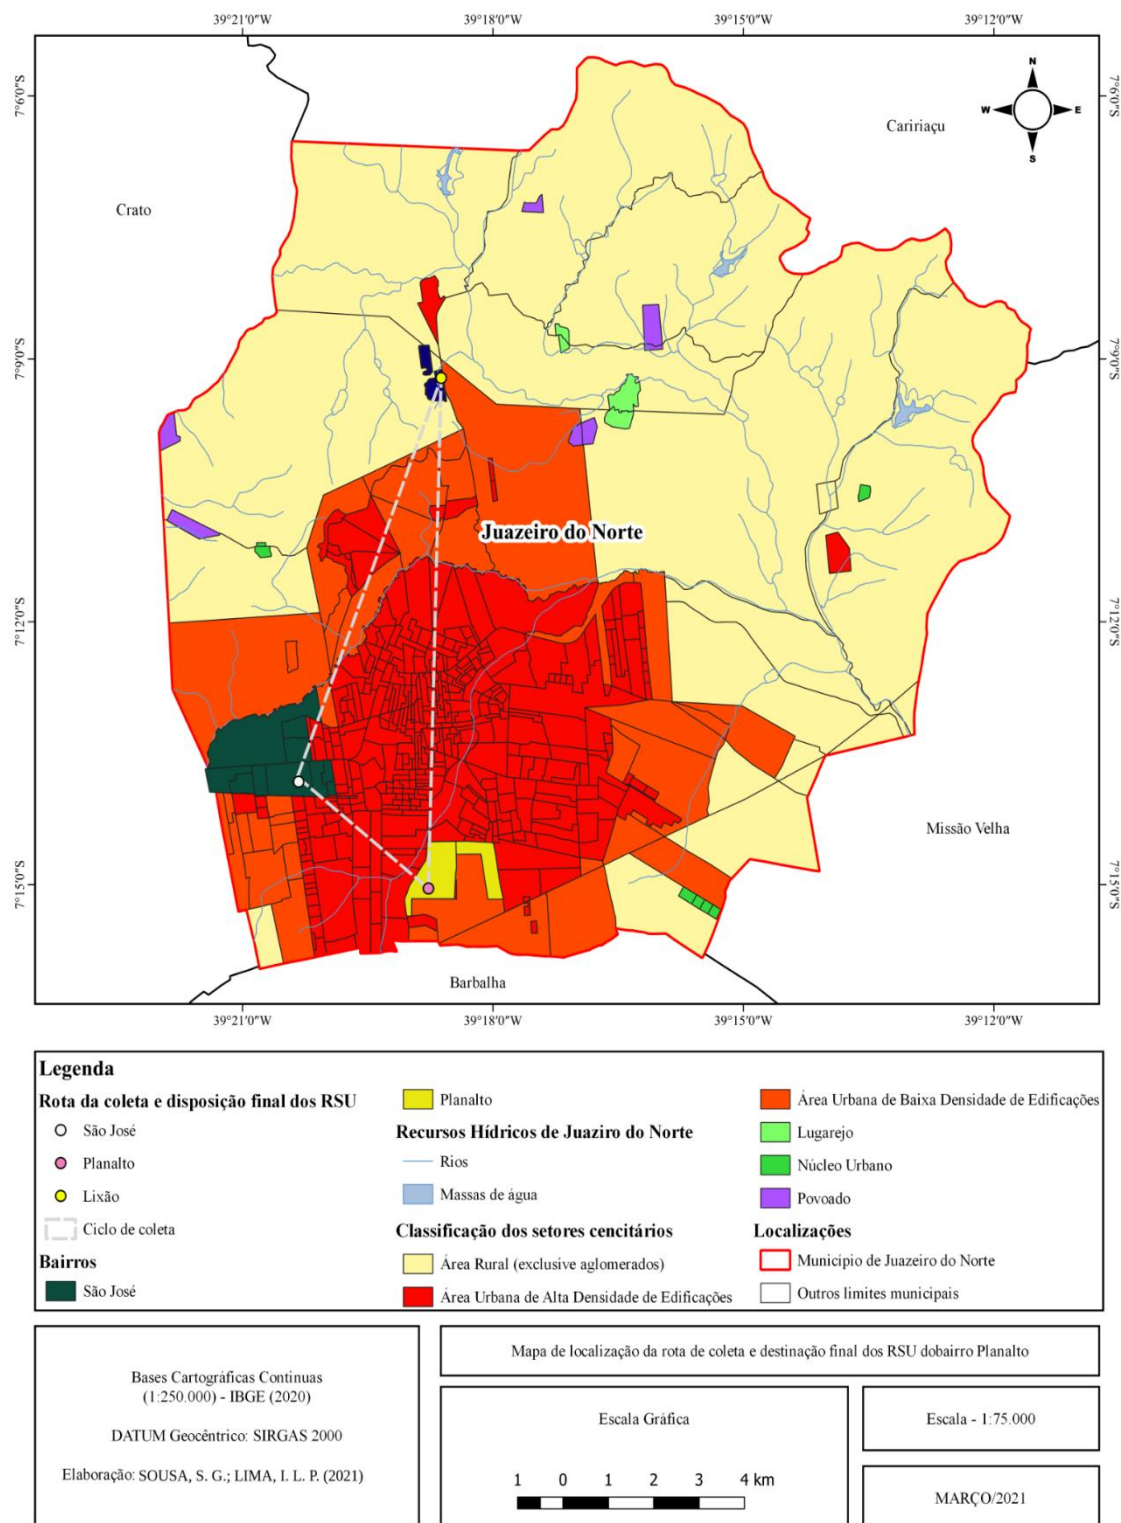 39°21'0"W 39°18'0"W 39°15'0"W 39°12'0"W
7°6'0"S
7°6'0"S
N
W E
S
Caririaçu
Crato
7°9'0"S
7°9'0"S
Juazeiro do Norte
7°12'0"S
7°12'0"S
Missão Velha
7°15'0"S
7°15'0"S
Barbalha
39°21'0"W 39°18'0"W 39°15'0"W 39°12'0"W
Legenda
Rota da coleta e disposição final dos RSU
São José
Planalto
Lixão
Ciclo de coleta
Bairros
São José
Planalto
Recursos Hídricos de Juaziro do Norte
Rios
Massas de água
Classificação dos setores cencitários
Área Rural (exclusive aglomerados)
Área Urbana de Alta Densidade de Edificações
Área Urbana de Baixa Densidade de Edificações
Lugarejo
Núcleo Urbano
Povoado
Localizações
Município de Juazeiro do Norte
Outros limites municipais
Bases Cartográficas Continuas
(1:250.000) - IBGE (2020)
DATUM Geocêntrico: SIRGAS 2000
Elaboração: SOUSA, S. G.; LIMA, I. L. P. (2021)
Mapa de localização da rota de coleta e destinação final dos RSU dobairro Planalto
Escala Gráfica
1 0 1 2 3 4 km
Escala - 1:75.000
MARÇO/2021